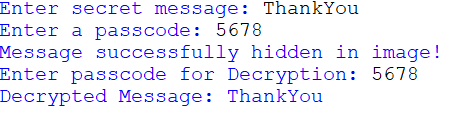 Enter secret message: ThankYou
Enter a passcode: 5678
Message successfully hidden in image!
Enter passcode for Decryption: 5678
Decrypted Message: ThankYou